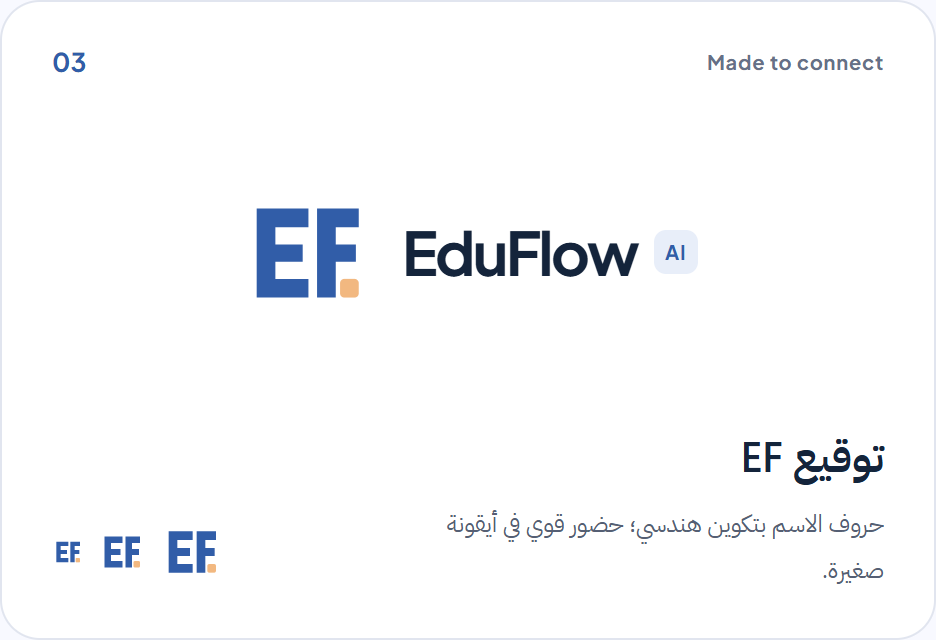 03
Made to connect
EF.
EduFlow AI
توقيع EF
حروف الاسم بتكوين هندسي؛ حضور قوي في أيقونة
صغيرة.
EF. EF. EF.